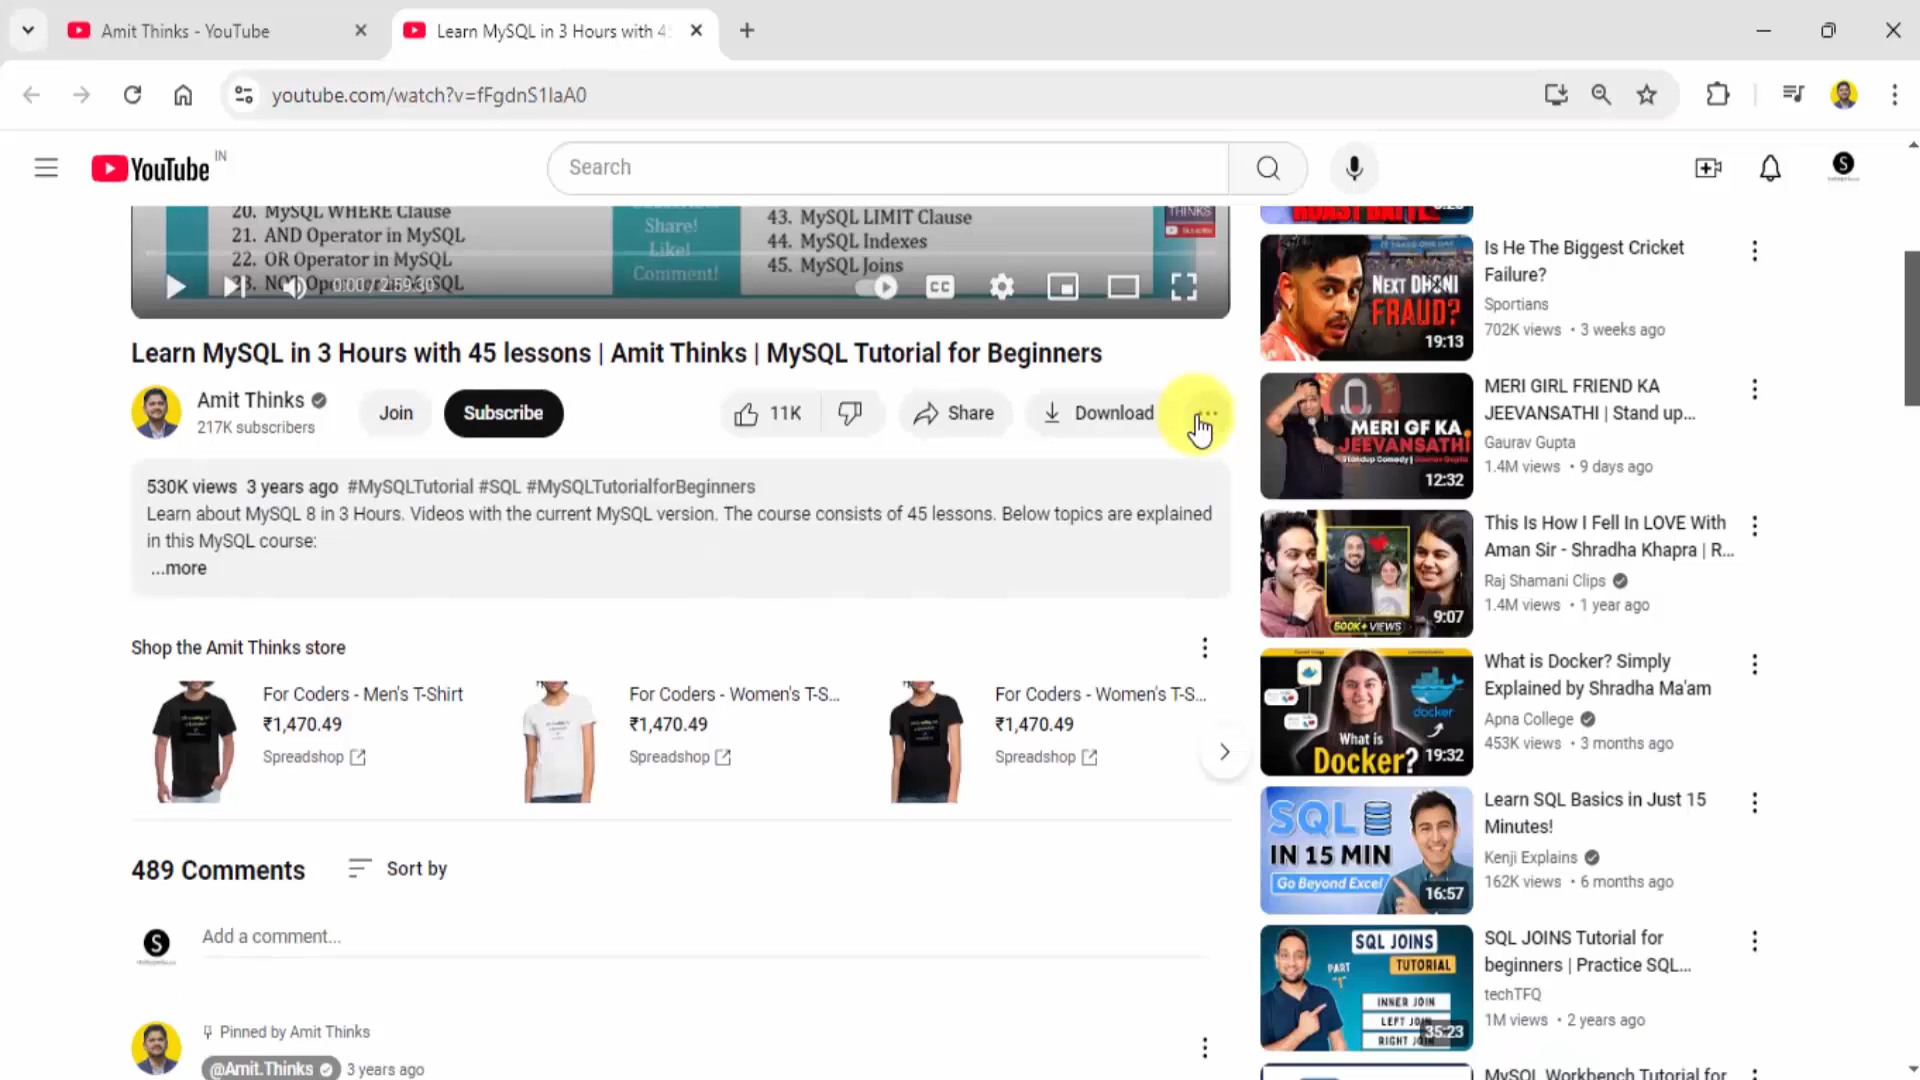 Amit Thinks - YouTube
Learn MySQL in 3 Hours with 4
youtube.com/watch?v=fFgdnS1laA0
YouTube IN
Search
20. MySQL WHERE Clause
21. AND Operator in MySQL
22. OR Operator in MySQL
0:00 / 2:59:30
Share!
Like!
Comment!
43. MySQL LIMIT Clause
44. MySQL Indexes
45. MySQL Joins
THINKS
CC
Learn MySQL in 3 Hours with 45 lessons | Amit Thinks | MySQL Tutorial for Beginners
Amit Thinks
217K subscribers
Join
Subscribe
11K
Share
Download
530K views 3 years ago #MySQLTutorial #SQL #MySQLTutorialforBeginners
Learn about MySQL 8 in 3 Hours. Videos with the current MySQL version. The course consists of 45 lessons. Below topics are explained
in this MySQL course:
...more
Shop the Amit Thinks store
For Coders - Men's T-Shirt
₹1,470.49
Spreadshop
For Coders - Women's T-S...
₹1,470.49
Spreadshop
For Coders - Women's T-S...
₹1,470.49
Spreadshop
489 Comments
Sort by
S
Add a comment...
Pinned by Amit Thinks
@Amit.Thinks 3 years ago
S
ROAST BATTLE
NEXT DHONI
FRAUD?
19:13
Is He The Biggest Cricket
Failure?
Sportians
702K views • 3 weeks ago
MERI GF KA
JEEVANSATHI
Standup Comedy | Gaurav Gupta
12:32
MERI GIRL FRIEND KA
JEEVANSATHI | Stand up...
Gaurav Gupta
1.4M views • 9 days ago
500K+ VIEWS
9:07
This Is How I Fell In LOVE With
Aman Sir - Shradha Khapra | R...
Raj Shamani Clips
1.4M views • 1 year ago
docker
What is
Docker?
19:32
What is Docker? Simply
Explained by Shradha Ma'am
Apna College
453K views • 3 months ago
SQL
IN 15 MIN
Go Beyond Excel
16:57
Learn SQL Basics in Just 15
Minutes!
Kenji Explains
162K views • 6 months ago
SQL JOINS
TUTORIAL
PART
INNER JOIN
LEFT JOIN
RIGHT JOIN
35:23
SQL JOINS Tutorial for
beginners | Practice SQL...
techTFQ
1M views • 2 years ago
MySQL Workbench Tutorial for